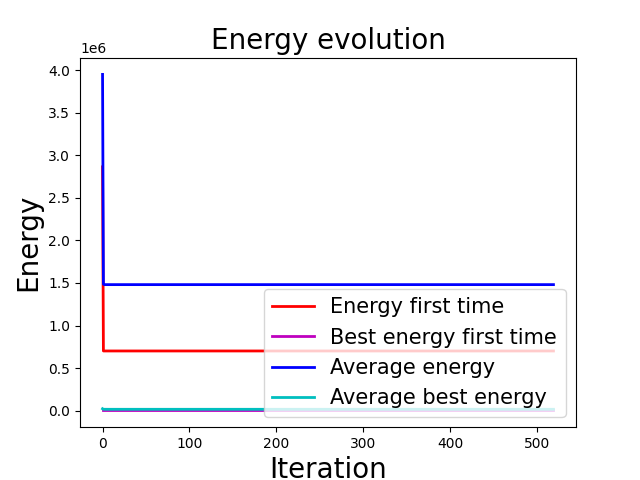 Energy evolution
1e6
4.0
3.5
3.0
2.5
2.0
1.5
1.0
0.5
0.0
Energy
Energy first time
Best energy first time
Average energy
Average best energy
0 100 200 300 400 500
Iteration